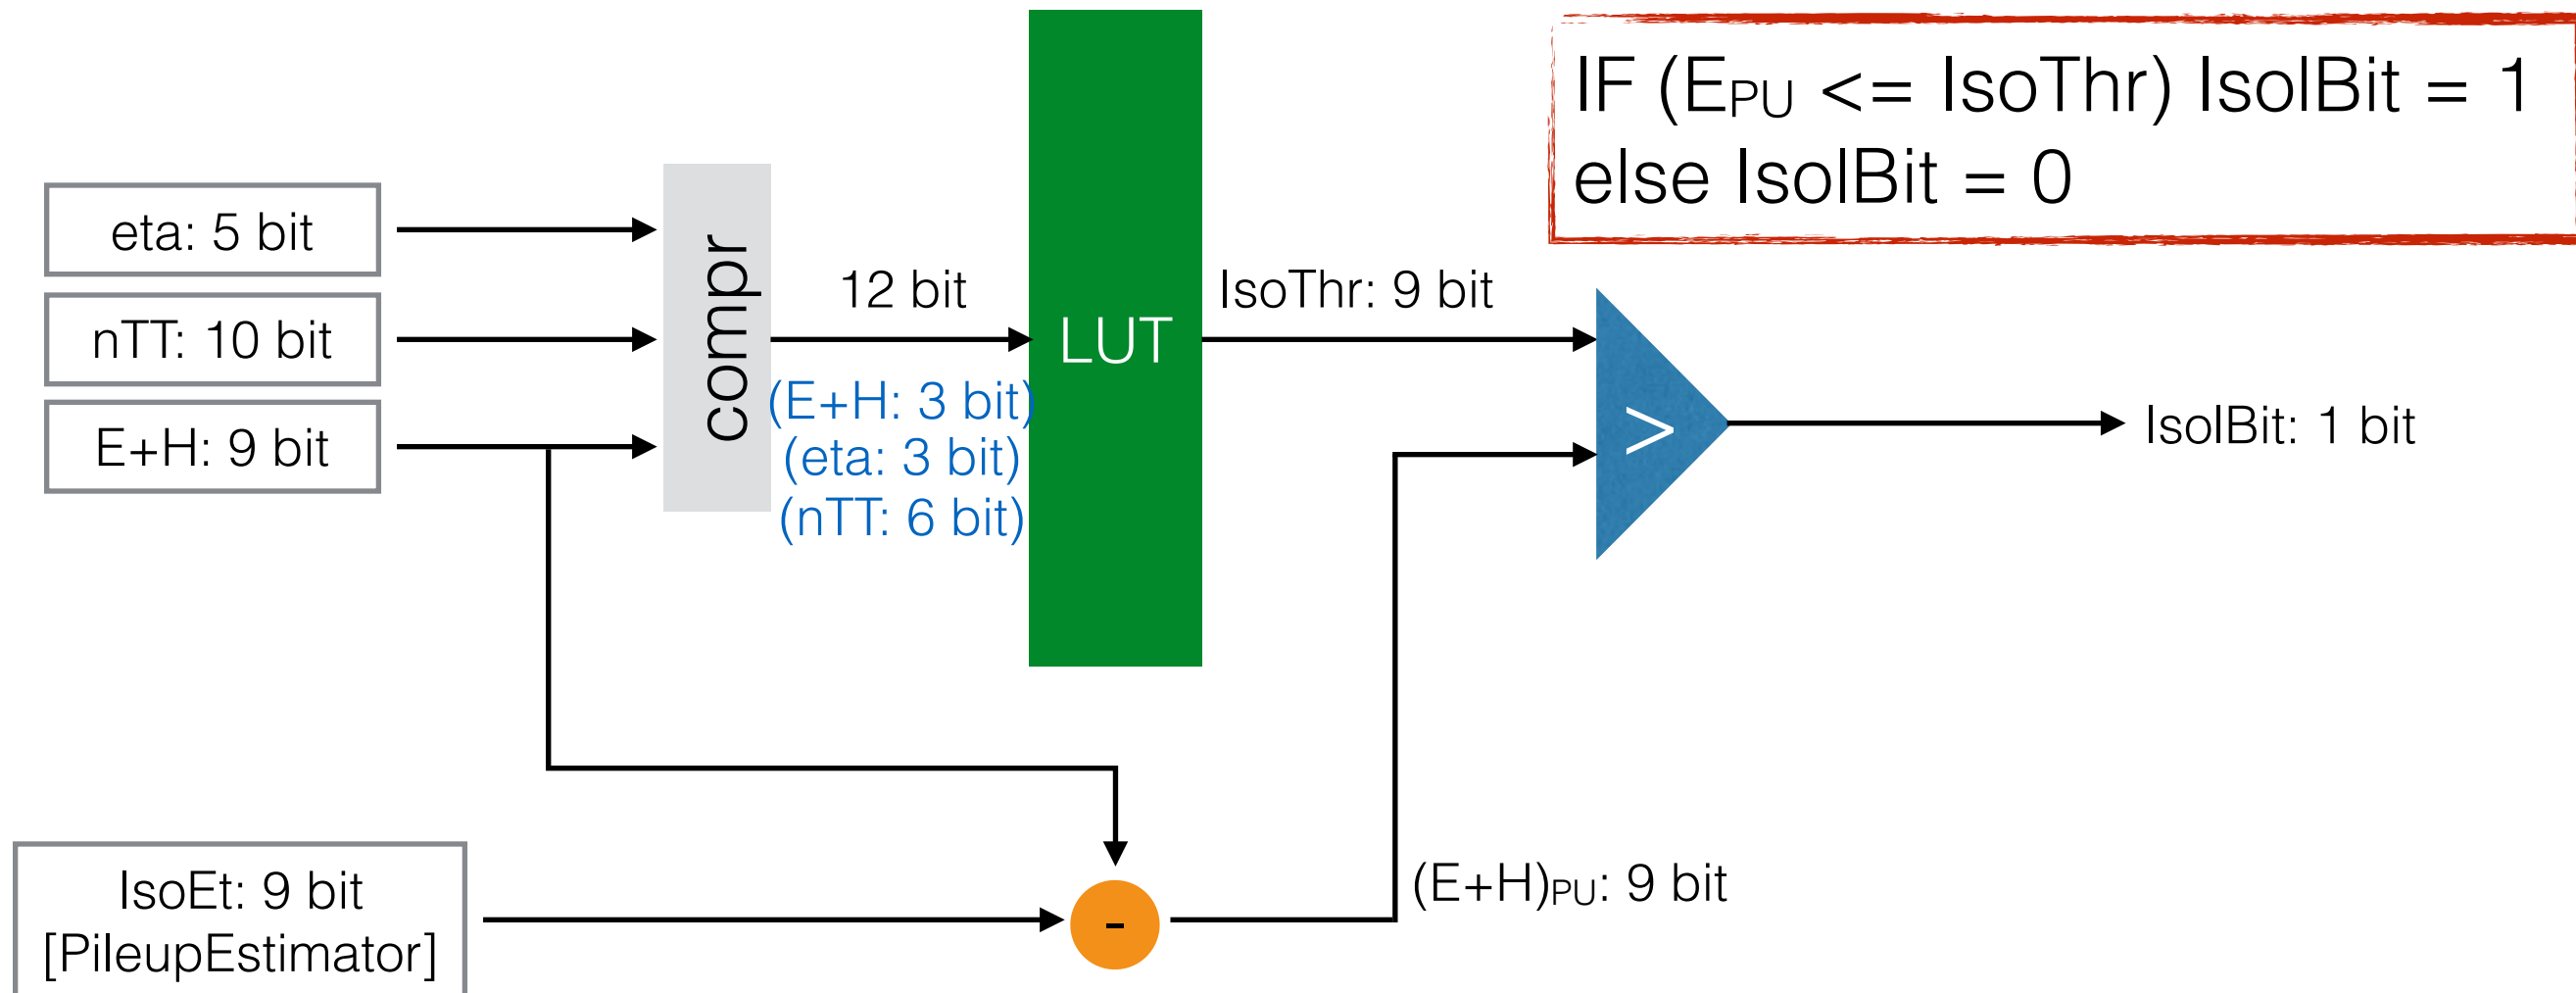 IF (EPU <= IsoThr) IsolBit = 1
else IsolBit = 0
eta: 5 bit
nTT: 10 bit
E+H: 9 bit
compr
12 bit
(E+H: 3 bit)
(eta: 3 bit)
(nTT: 6 bit)
LUT
IsoThr: 9 bit
>
IsolBit: 1 bit
IsoEt: 9 bit
[PileupEstimator]
-
(E+H)PU: 9 bit